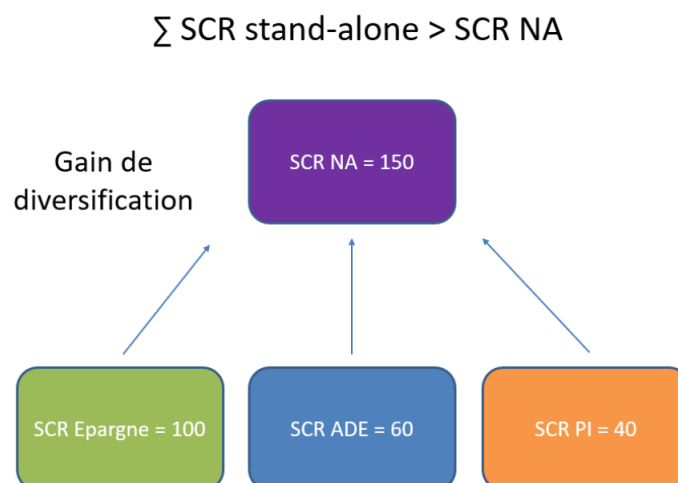 ∑ SCR stand-alone > SCR NA
SCR NA = 150
Gain de
diversification
SCR Epargne = 100
SCR ADE = 60
SCR PI = 40